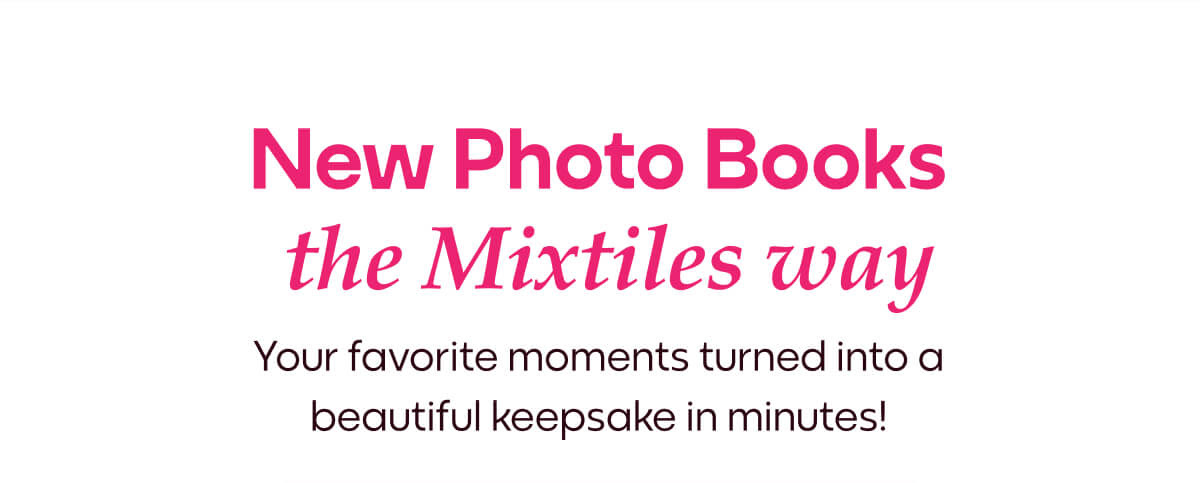 New Photo Books
the Mixtiles way
Your favorite moments turned into a
beautiful keepsake in minutes!